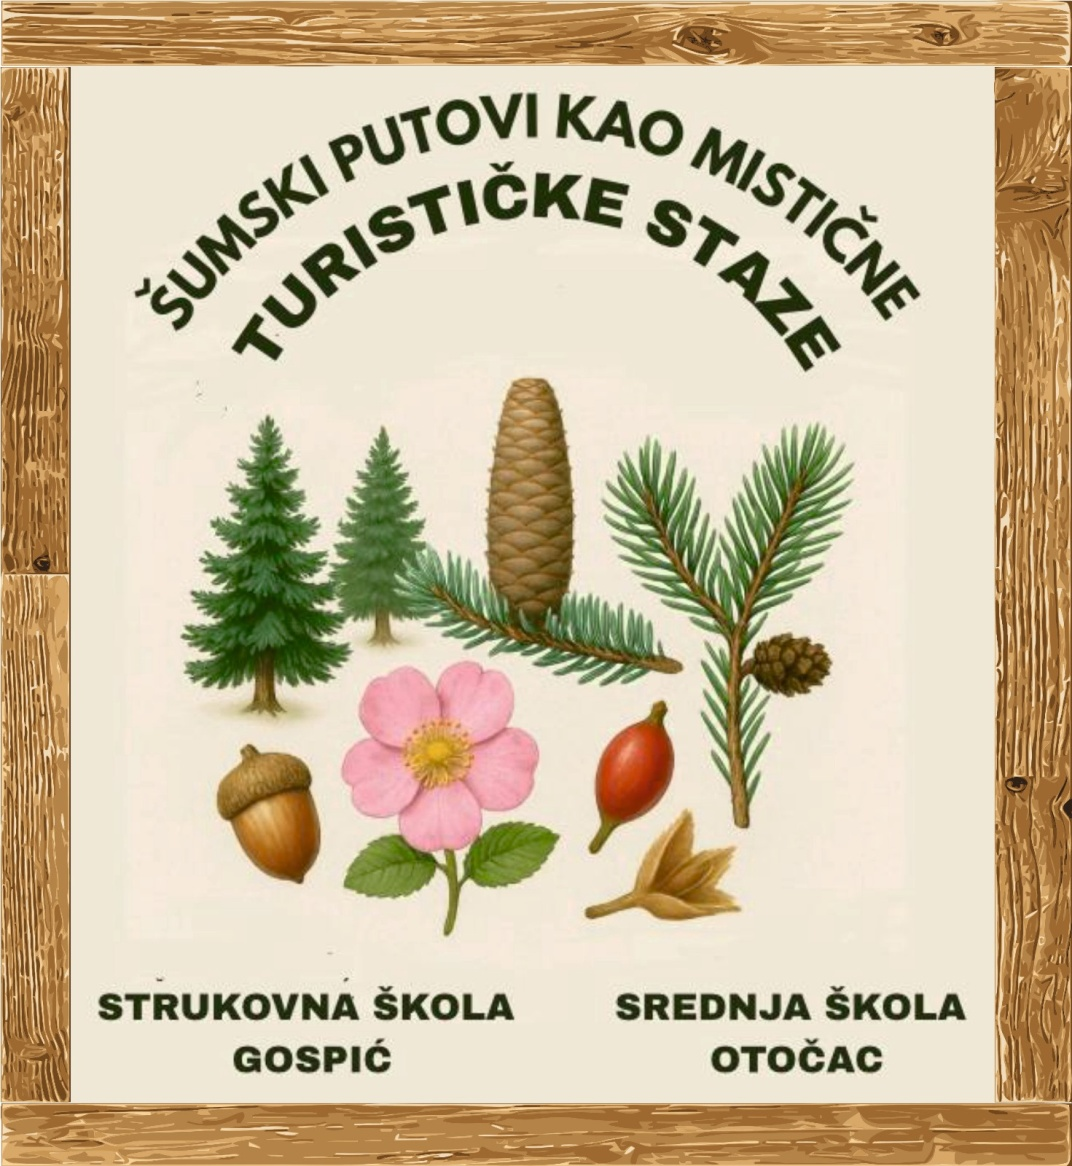 ŠUMSKI PUTOVI KAO MISTIČNE
TURISTIČKE STAZE
STRUKOVNA ŠKOLA
GOSPIĆ
SREDNJA ŠKOLA
OTOČAC